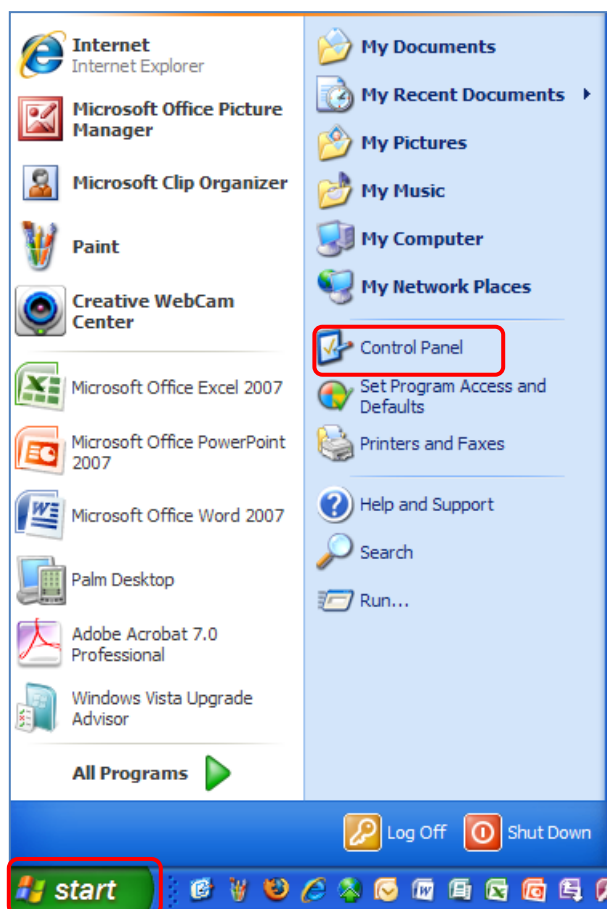 Internet
Internet Explorer
Microsoft Office Picture
Manager
Microsoft Clip Organizer
Paint
Creative WebCam
Center
Microsoft Office Excel 2007
Microsoft Office PowerPoint
2007
Microsoft Office Word 2007
Palm Desktop
Adobe Acrobat 7.0
Professional
Windows Vista Upgrade
Advisor
All Programs
My Documents
My Recent Documents
My Pictures
My Music
My Computer
My Network Places
Control Panel
Set Program Access and
Defaults
Printers and Faxes
Help and Support
Search
Run...
Log Off
Shut Down
start